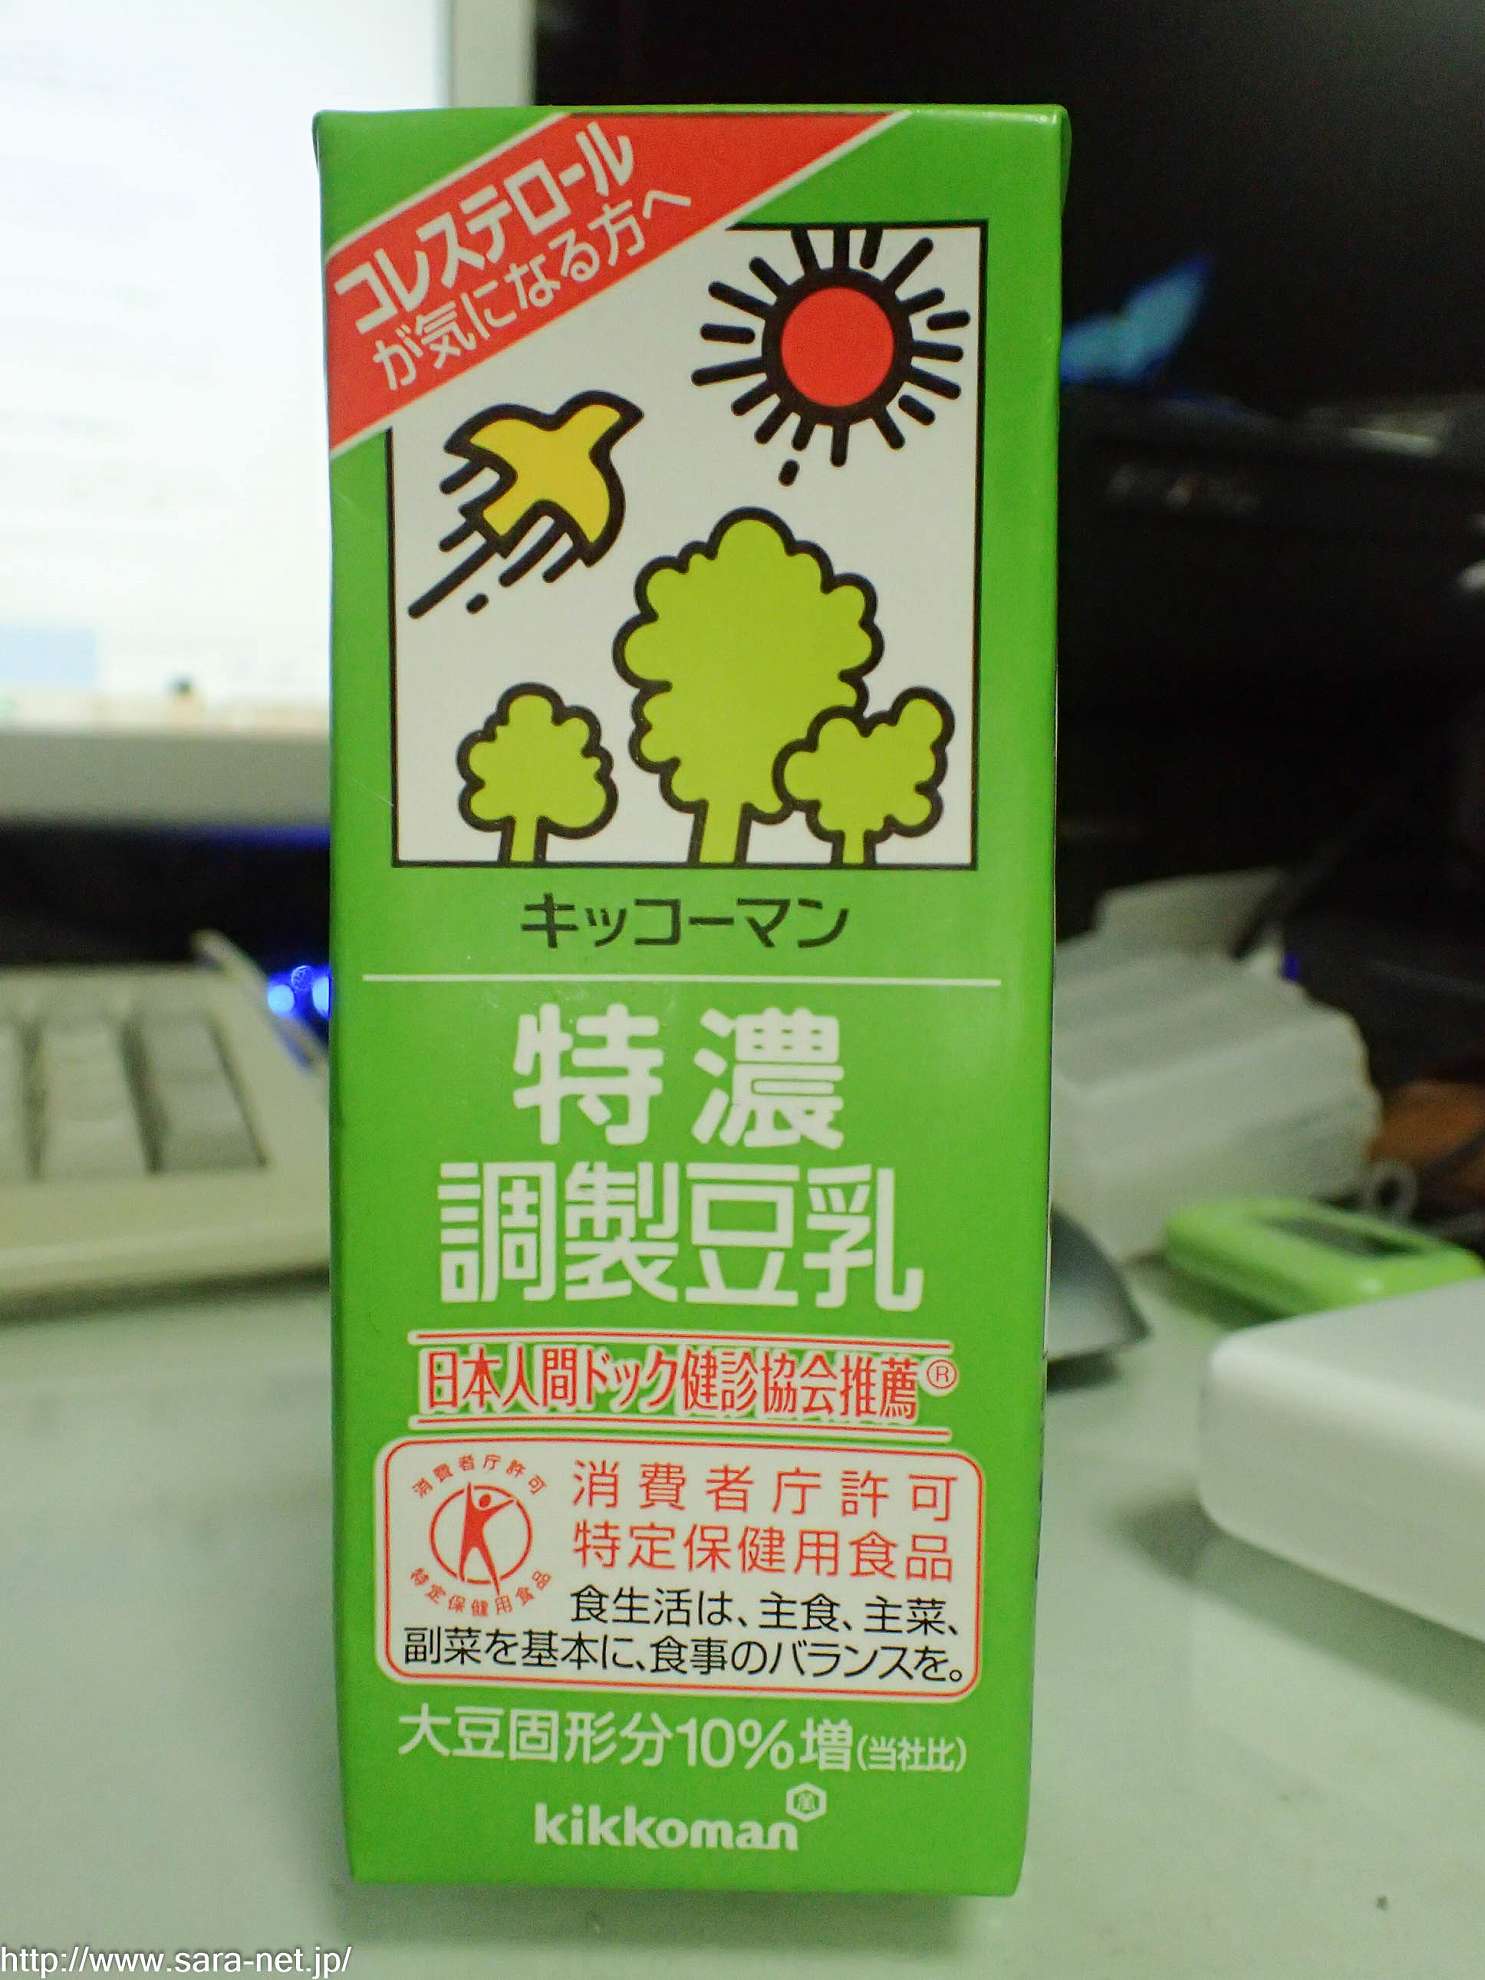 コレステロール
が気になる方へ
キッコーマン
特濃
調製豆乳
日本人間ドック健診協会推薦®
消費者庁許可
特定保健用食品
消費者庁許可
特定保健用食品
食生活は、主食、主菜、
副菜を基本に、食事のバランスを。
大豆固形分10%増(当社比)
kikkoman
http://www.sara-net.jp/